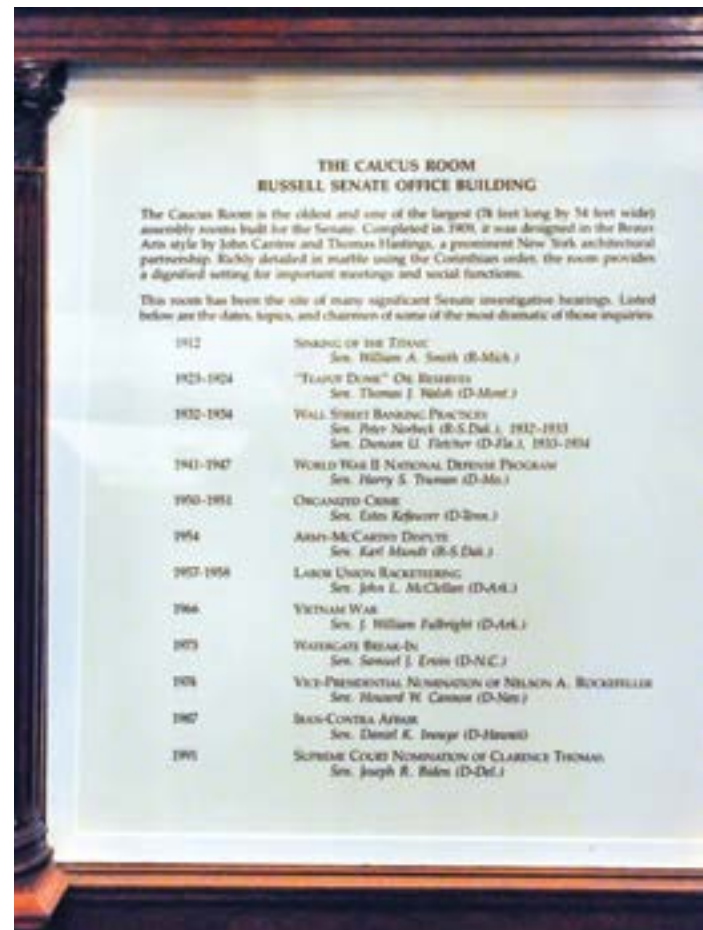 THE CAUCUS ROOM
RUSSELL SENATE OFFICE BUILDING
The Caucus Room is the oldest and one of the largest (74 feet long by 54 feet wide)
assembly rooms built for the Senate. Completed in 1909, it was designed in the Beaux
Arts style by John Carrère and Thomas Hastings, a prominent New York architectural
partnership. Richly detailed in marble using the Corinthian order, the room provides
a dignified setting for important meetings and social functions.
This room has been the site of many significant Senate investigative hearings. Listed
below are the dates, topics, and chairmen of some of the most dramatic of those inquiries.
1912 SINKING OF THE TITANIC
Sen. William A. Smith (R-Mich.)
1923-1924 "TEAPOT DOME" OIL RESERVES
Sen. Thomas J. Walsh (D-Mont.)
1932-1934 WALL STREET BANKING PRACTICES
Sen. Peter Norbeck (R-S.Dak.), 1932-1933
Sen. Duncan U. Fletcher (D-Fla.), 1933-1934
1941-1947 WORLD WAR II NATIONAL DEFENSE PROGRAM
Sen. Harry S. Truman (D-Mo.)
1950-1951 ORGANIZED CRIME
Sen. Estes Kefauver (D-Tenn.)
1954 ARMY-MCCARTHY DISPUTE
Sen. Karl Mundt (R-S.Dak.)
1957-1958 LABOR UNION RACKETEERING
Sen. John L. McClellan (D-Ark.)
1966 VIETNAM WAR
Sen. J. William Fulbright (D-Ark.)
1973 WATERGATE BREAK-IN
Sen. Samuel J. Ervin (D-N.C.)
1974 VICE-PRESIDENTIAL NOMINATION OF NELSON A. ROCKEFELLER
Sen. Howard W. Cannon (D-Nev.)
1987 IRAN-CONTRA AFFAIR
Sen. Daniel K. Inouye (D-Hawaii)
1991 SUPREME COURT NOMINATION OF CLARENCE THOMAS
Sen. Joseph R. Biden (D-Del.)